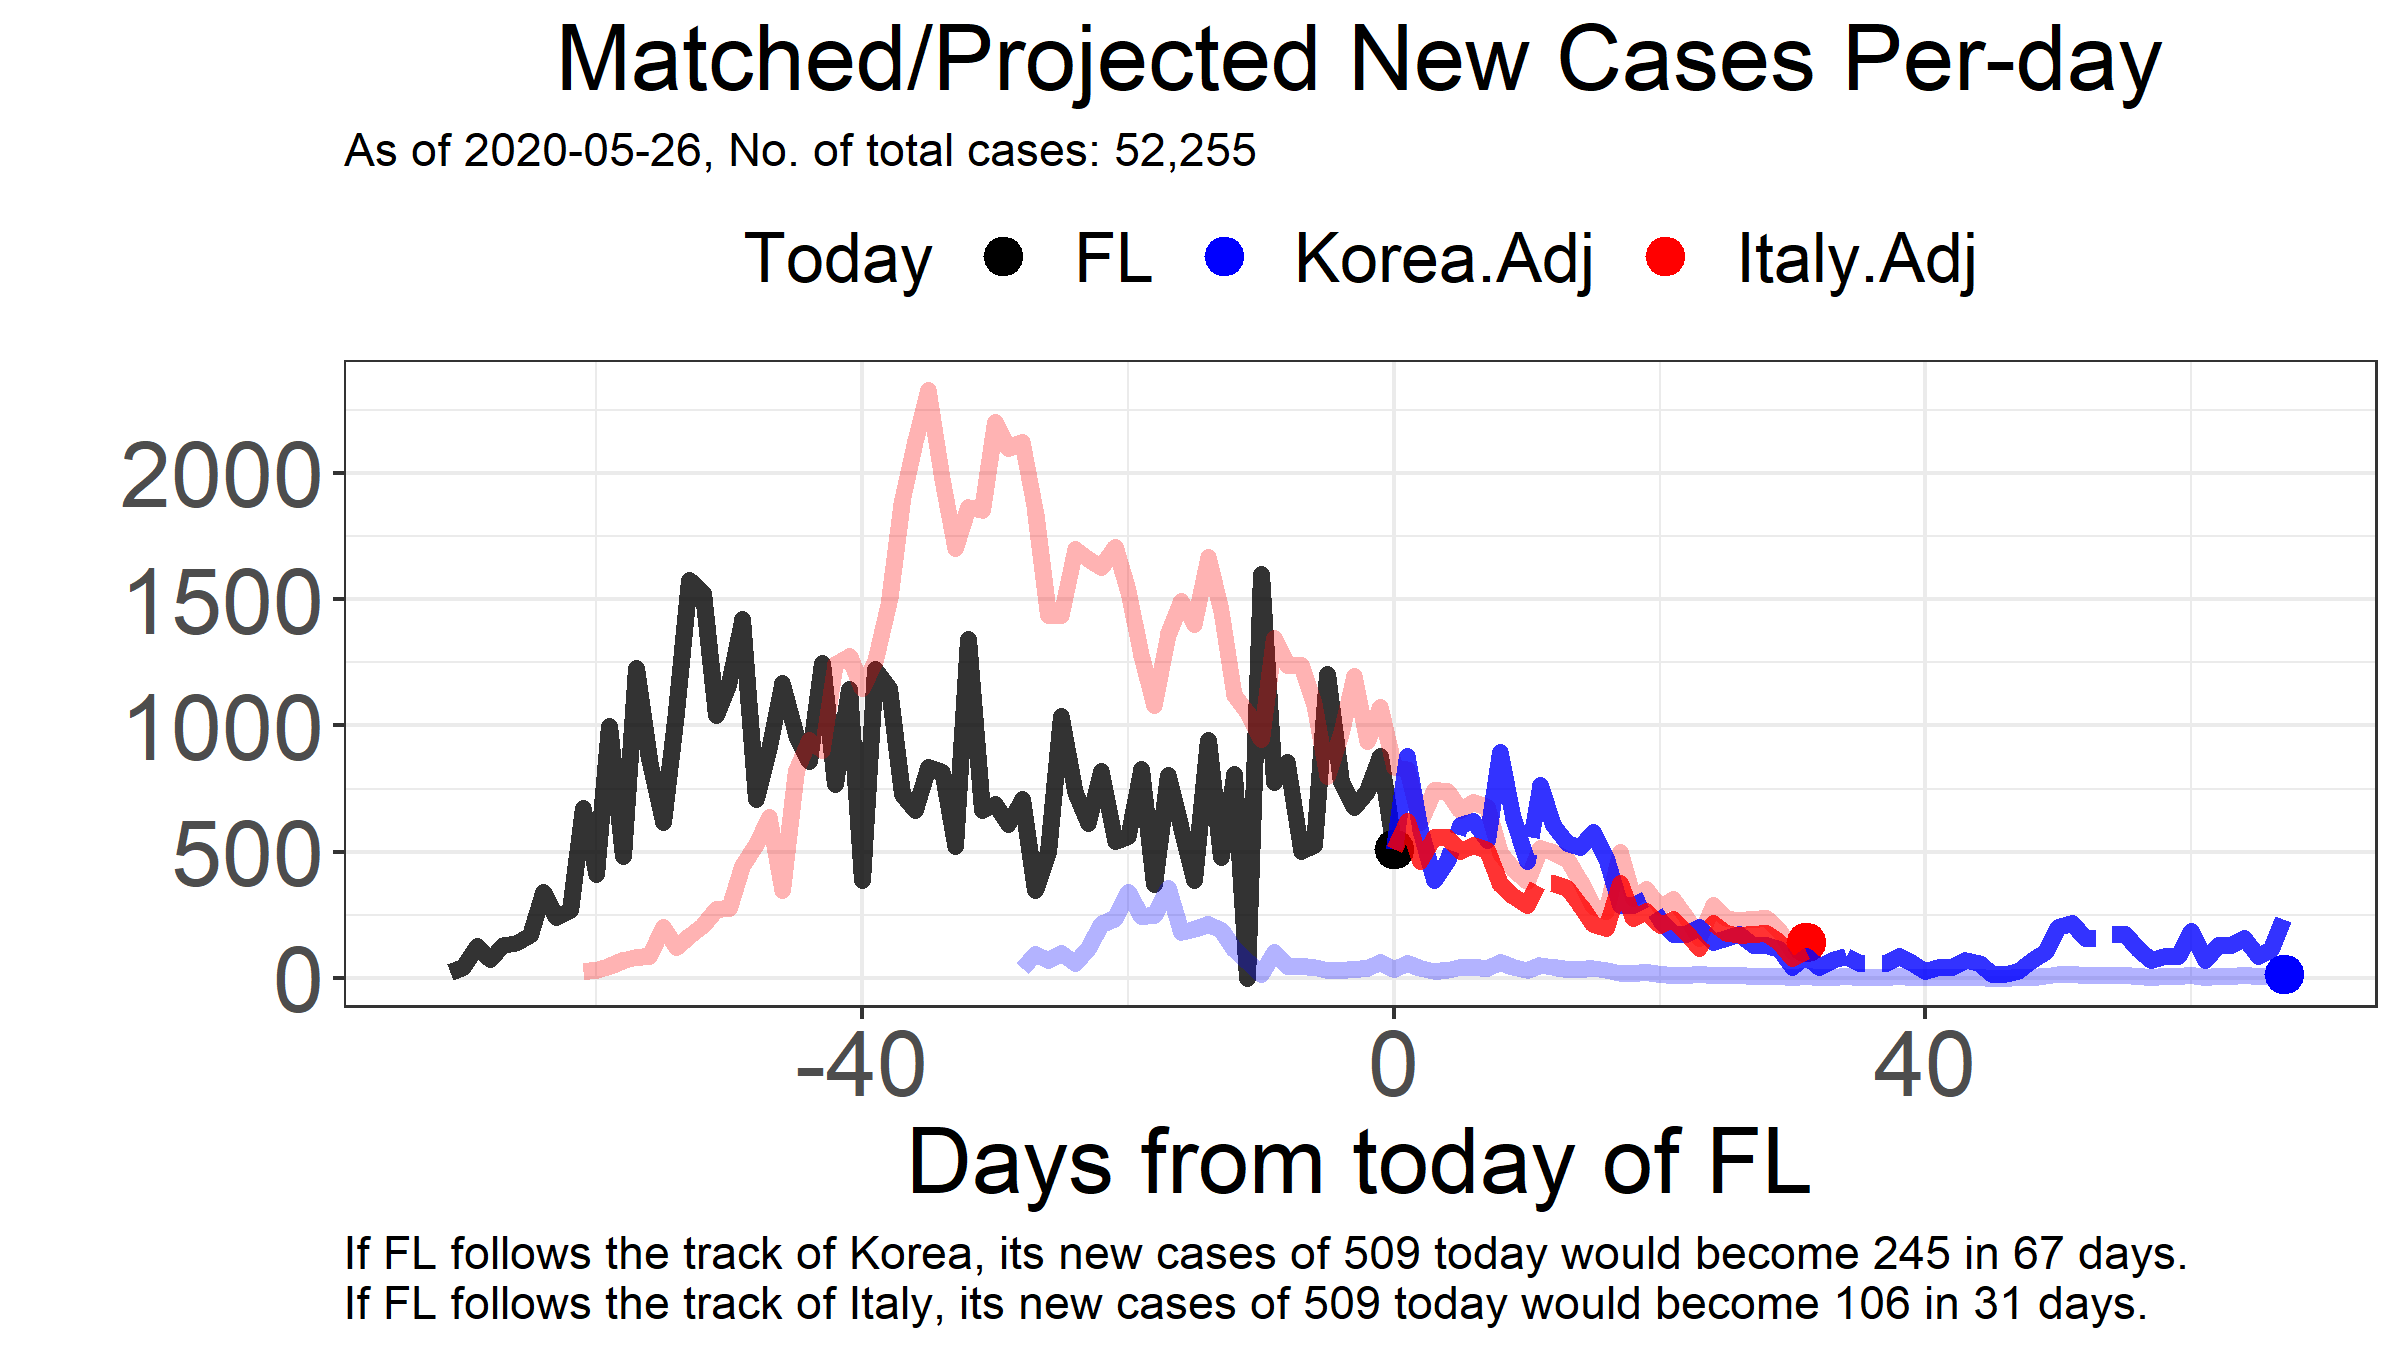 Matched/Projected New Cases Per-day
As of 2020-05-26, No. of total cases: 52,255
Today FL Korea.Adj Italy.Adj
2000
1500
1000
500
0
-40 0 40
Days from today of FL
If FL follows the track of Korea, its new cases of 509 today would become 245 in 67 days.
If FL follows the track of Italy, its new cases of 509 today would become 106 in 31 days.